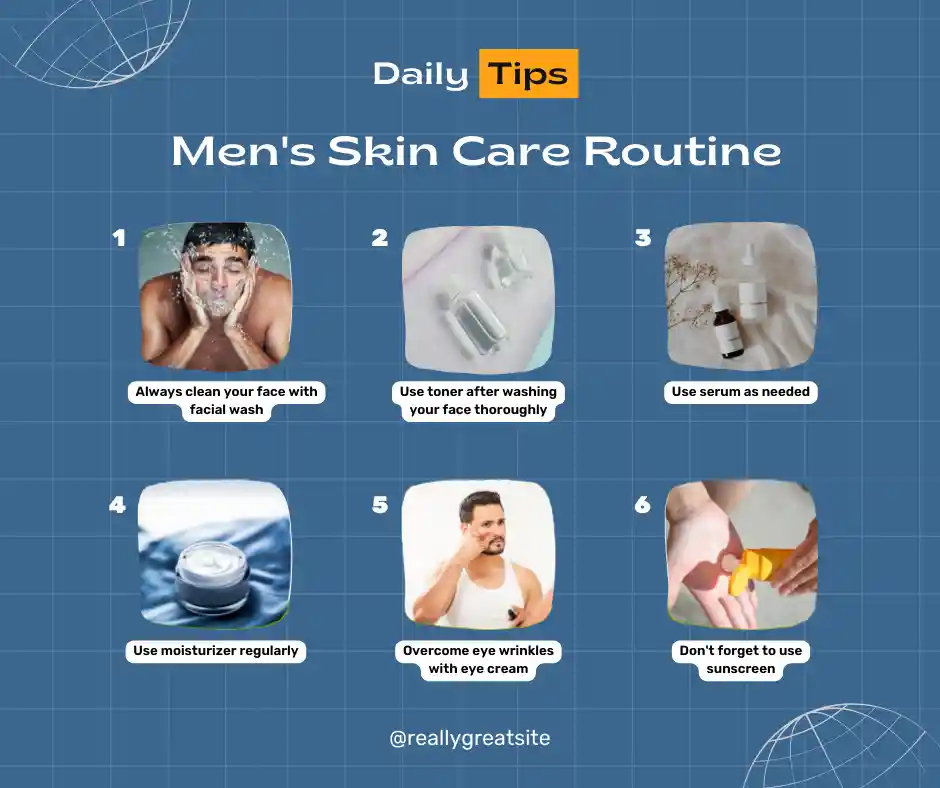 Daily Tips
Men's Skin Care Routine
1
Always clean your face with
facial wash
2
Use toner after washing
your face thoroughly
3
Use serum as needed
4
Use moisturizer regularly
5
Overcome eye wrinkles
with eye cream
6
Don't forget to use
sunscreen
@reallygreatsite